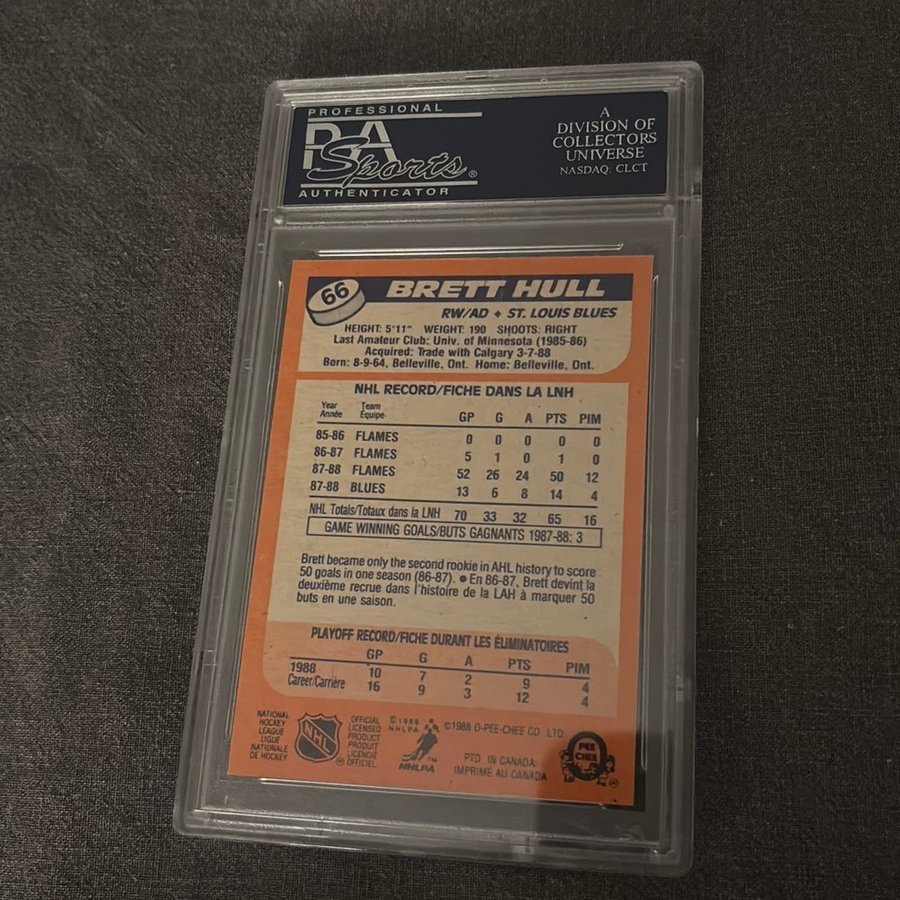 PROFESSIONAL
PSA
Sports®
AUTHENTICATOR
A
DIVISION OF
COLLECTORS
UNIVERSE
NASDAQ: CLCT
66 BRETT HULL
RW/AD ♦ ST. LOUIS BLUES
HEIGHT: 5'11" WEIGHT: 190 SHOOTS: RIGHT
Last Amateur Club: Univ. of Minnesota (1985-86)
Acquired: Trade with Calgary 3-7-88
Born: 8-9-64, Belleville, Ont. Home: Belleville, Ont.
NHL RECORD/FICHE DANS LA LNH
Year Team
Année Équipe GP G A PTS PIM
85-86 FLAMES 0 0 0 0 0
86-87 FLAMES 5 1 0 1 0
87-88 FLAMES 52 26 24 50 12
87-88 BLUES 13 6 8 14 4
NHL Totals/Totaux dans la LNH 70 33 32 65 16
GAME WINNING GOALS/BUTS GAGNANTS 1987-88: 3
Brett became only the second rookie in AHL history to score
50 goals in one season (86-87). ● En 86-87, Brett devint la
deuxième recrue dans l'histoire de la LAH à marquer 50
buts en une saison.
PLAYOFF RECORD/FICHE DURANT LES ÉLIMINATOIRES
GP G A PTS PIM
1988 10 7 2 9 4
Career/Carrière 16 9 3 12 4
NATIONAL
HOCKEY
LEAGUE
LIGUE
NATIONALE
DE HOCKEY
NHL
OFFICIAL
LICENSED
PRODUCT
PRODUIT
LICENCIÉ
OFFICIEL
©1988
NHLPA
NHLPA
©1988 O-PEE-CHEE CO. LTD.
PTD. IN CANADA
IMPRIMÉ AU CANADA
PEE
CHEE